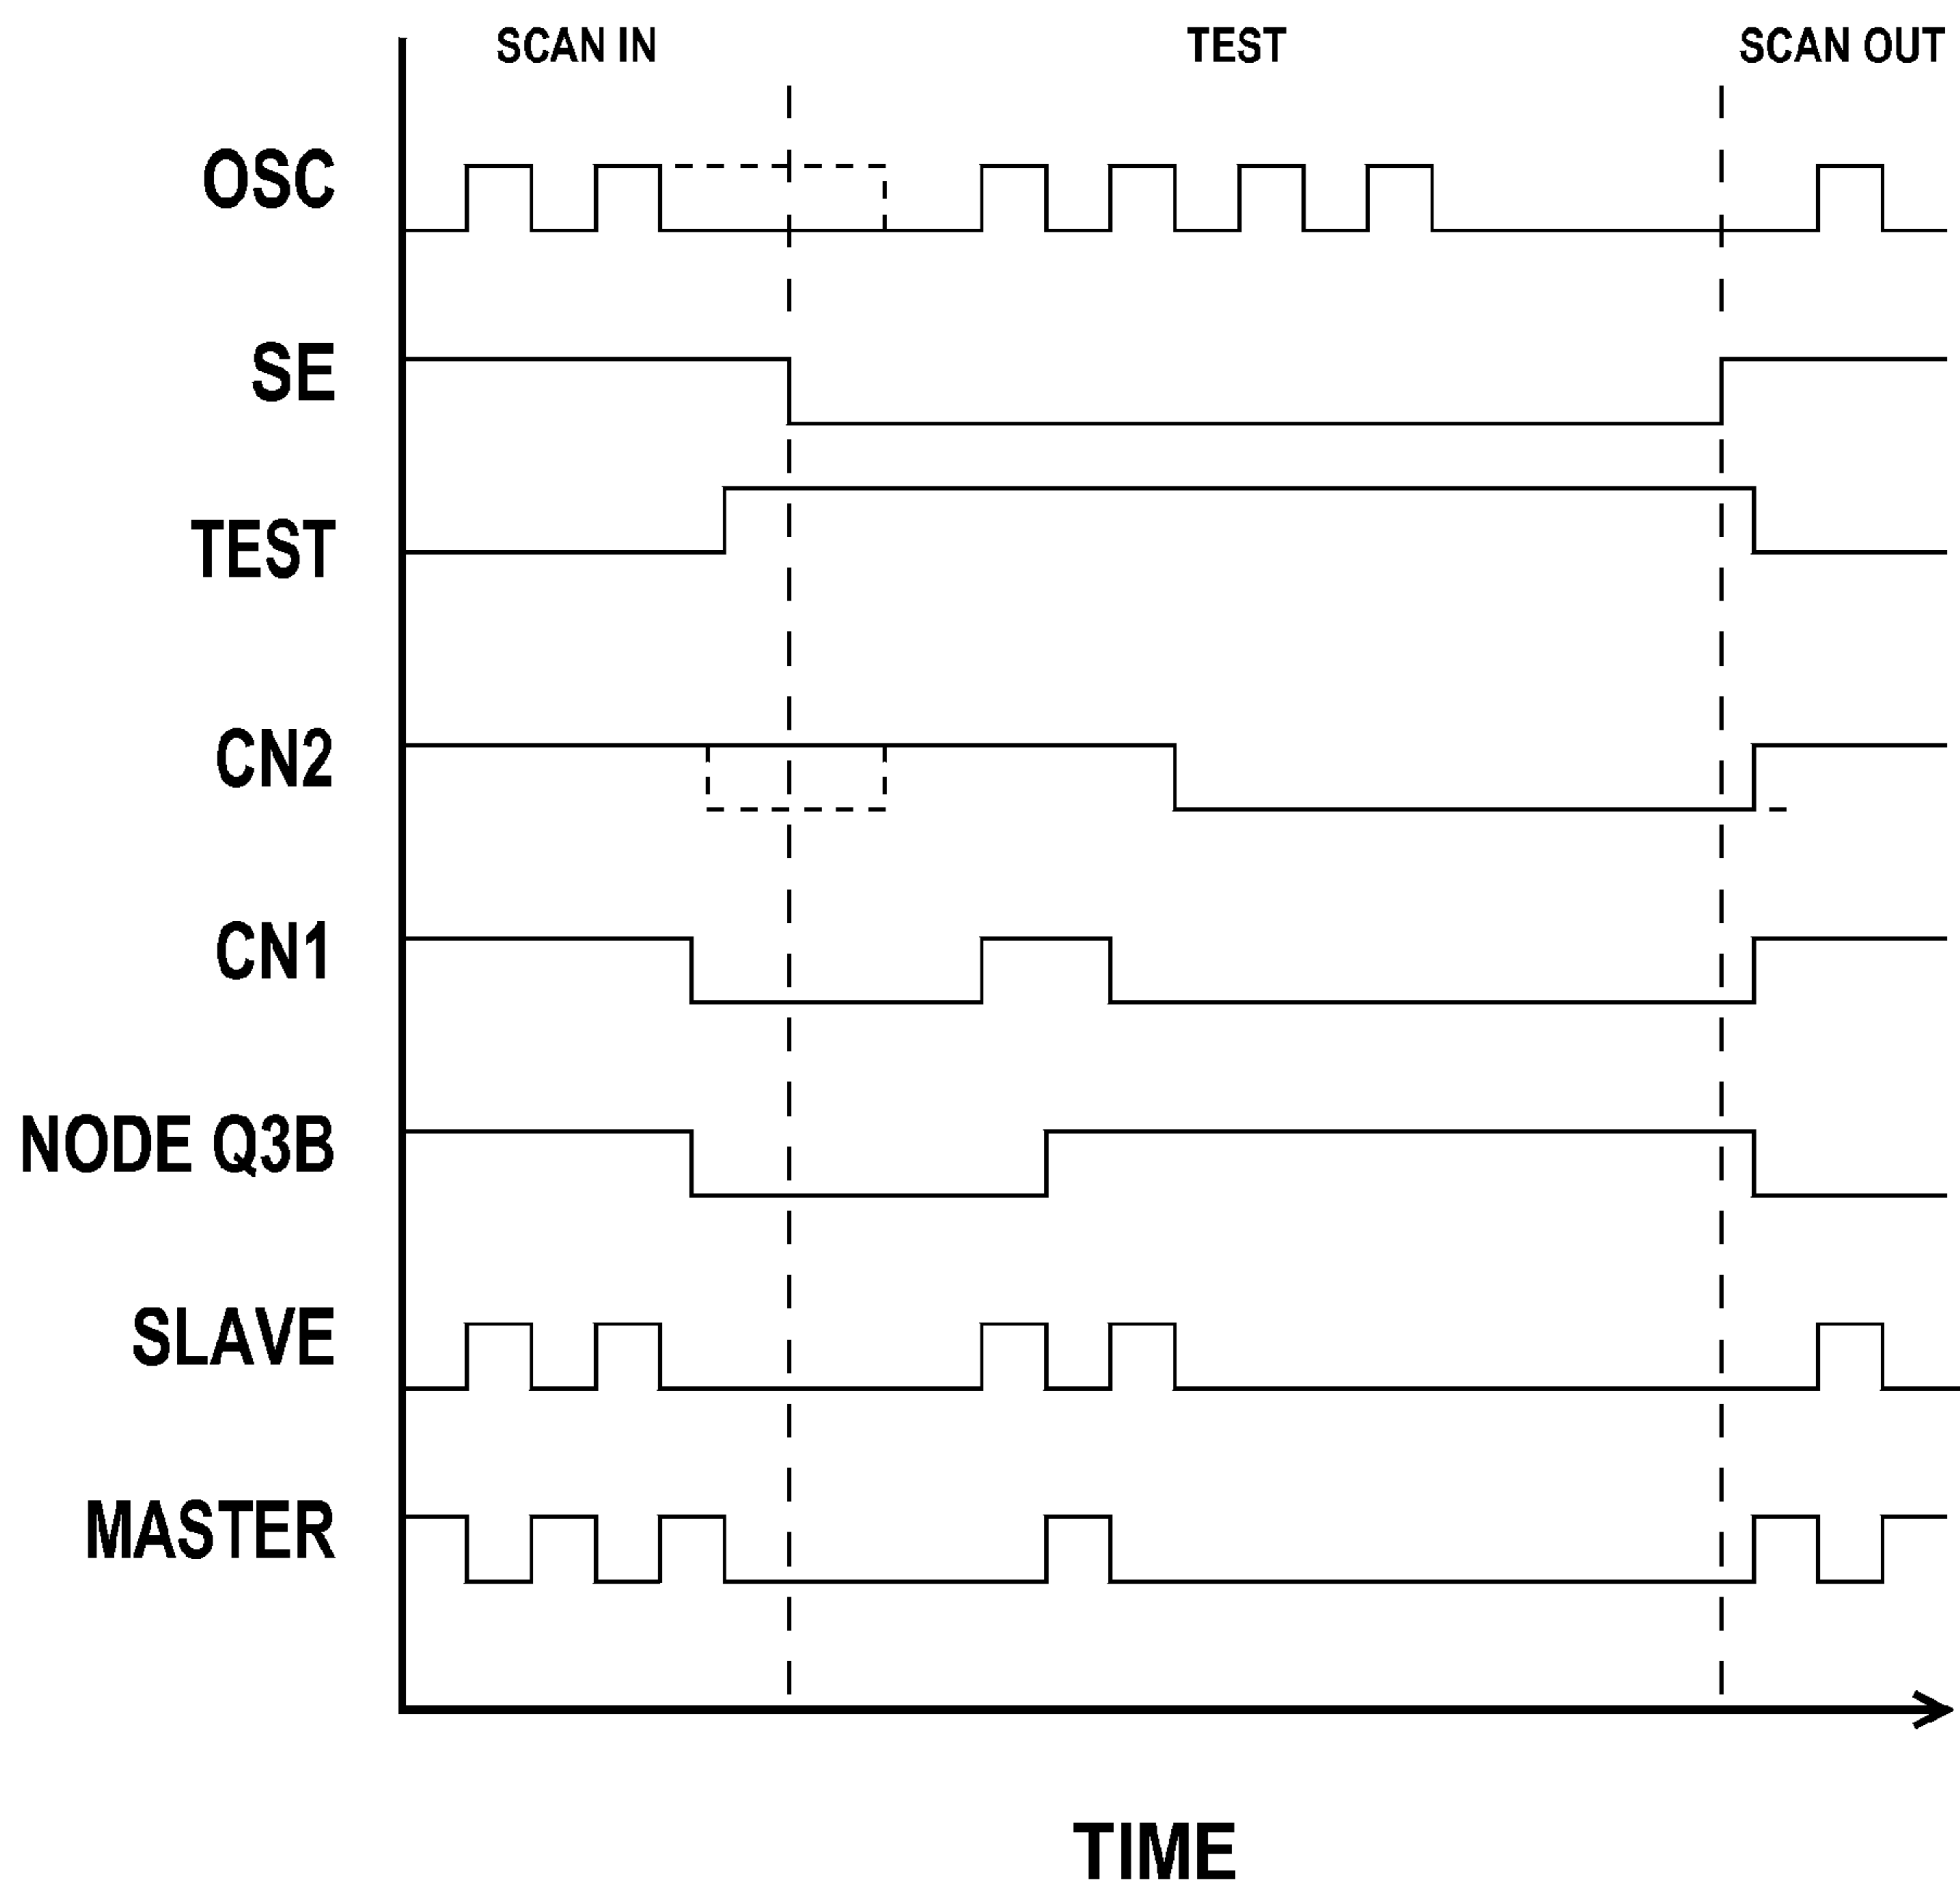 SCAN IN TEST SCAN OUT
OSC
SE
TEST
CN2
CN1
NODE Q3B
SLAVE
MASTER
TIME